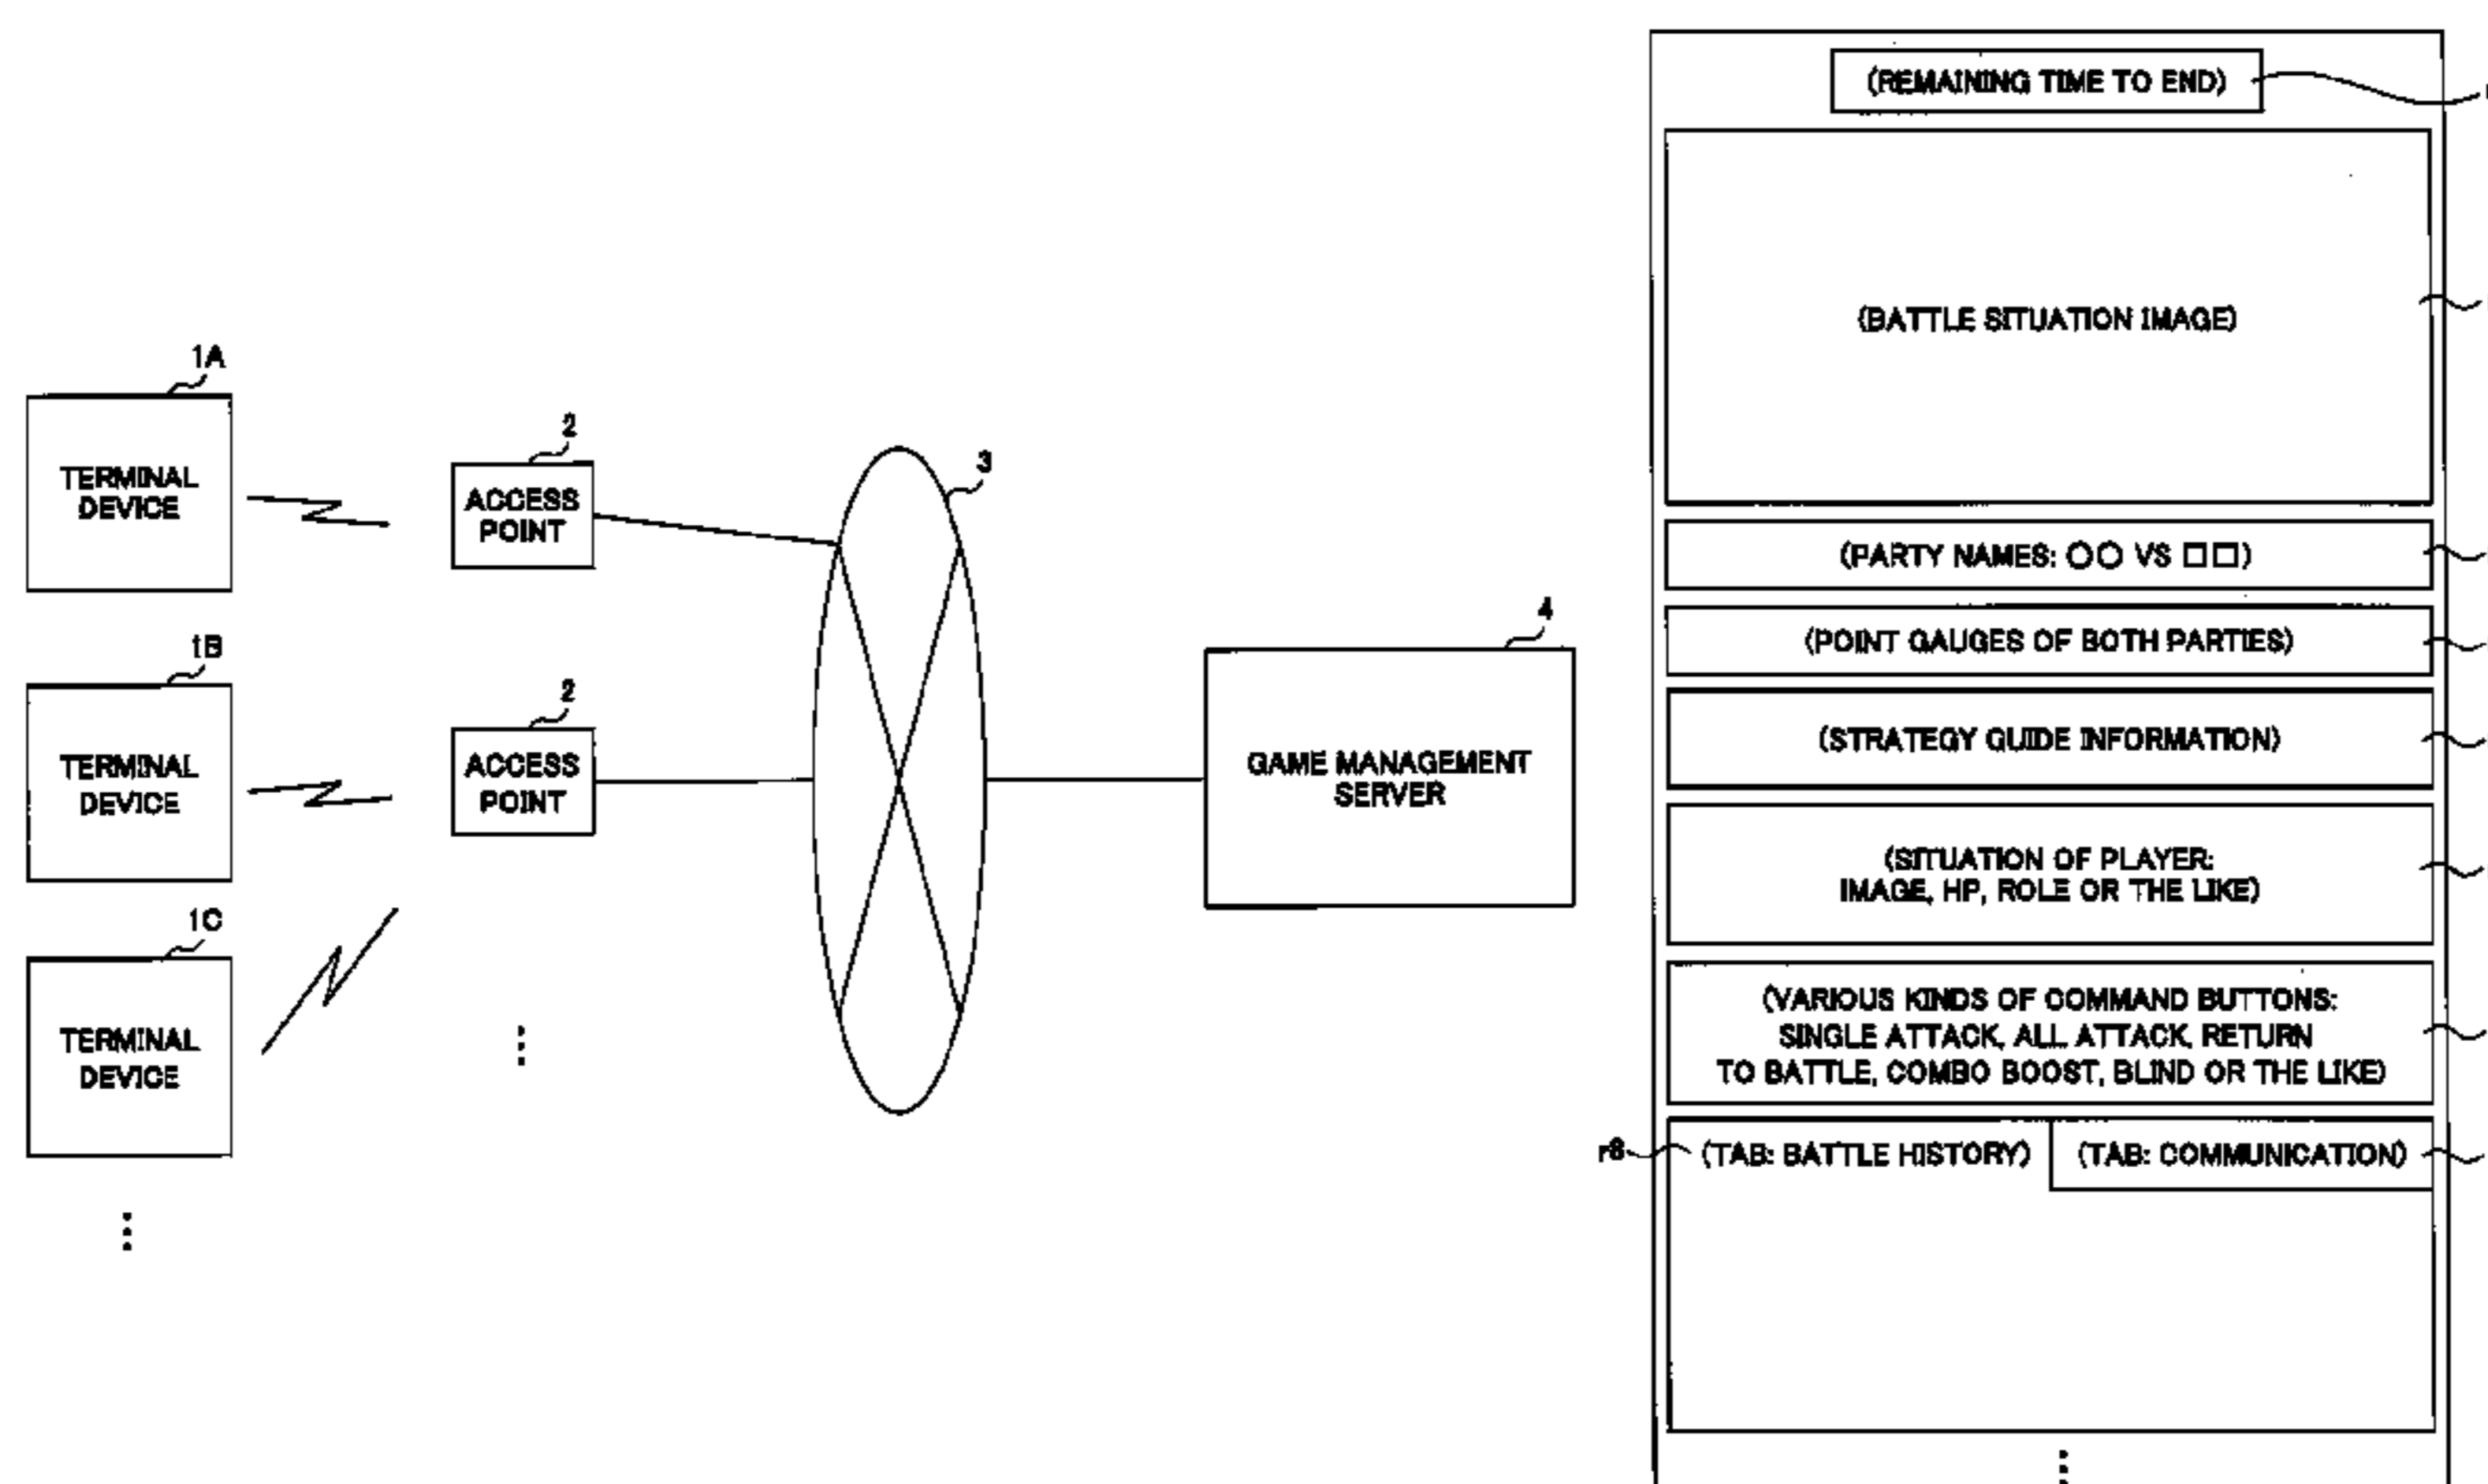 1A
TERMINAL
DEVICE
2
ACCESS
POINT
3
1B
TERMINAL
DEVICE
2
ACCESS
POINT
4
GAME MANAGEMENT
SERVER
1C
TERMINAL
DEVICE
(REMAINING TIME TO END)
(BATTLE SITUATION IMAGE)
(PARTY NAMES: ○○ VS □□)
(POINT GAUGES OF BOTH PARTIES)
(STRATEGY GUIDE INFORMATION)
(SITUATION OF PLAYER:
IMAGE, HP, ROLE OR THE LIKE)
(VARIOUS KINDS OF COMMAND BUTTONS:
SINGLE ATTACK, ALL ATTACK, RETURN
TO BATTLE, COMBO BOOST, BLIND OR THE LIKE)
r8 (TAB: BATTLE HISTORY) (TAB: COMMUNICATION)